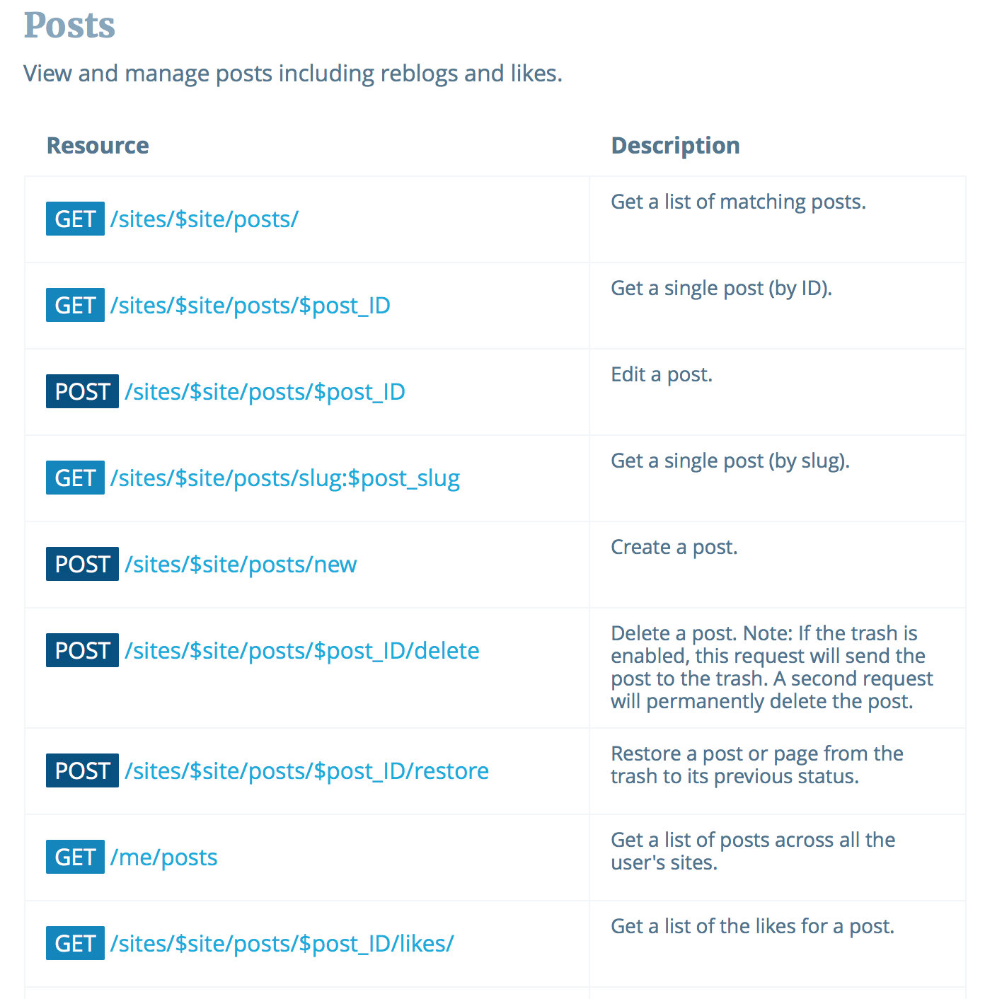 Posts
View and manage posts including reblogs and likes.
Resource
Description
GET /sites/$site/posts/
Get a list of matching posts.
GET /sites/$site/posts/$post_ID
Get a single post (by ID).
POST /sites/$site/posts/$post_ID
Edit a post.
GET /sites/$site/posts/slug:$post_slug
Get a single post (by slug).
POST /sites/$site/posts/new
Create a post.
POST /sites/$site/posts/$post_ID/delete
Delete a post. Note: If the trash is
enabled, this request will send the
post to the trash. A second request
will permanently delete the post.
POST /sites/$site/posts/$post_ID/restore
Restore a post or page from the
trash to its previous status.
GET /me/posts
Get a list of posts across all the
user's sites.
GET /sites/$site/posts/$post_ID/likes/
Get a list of the likes for a post.